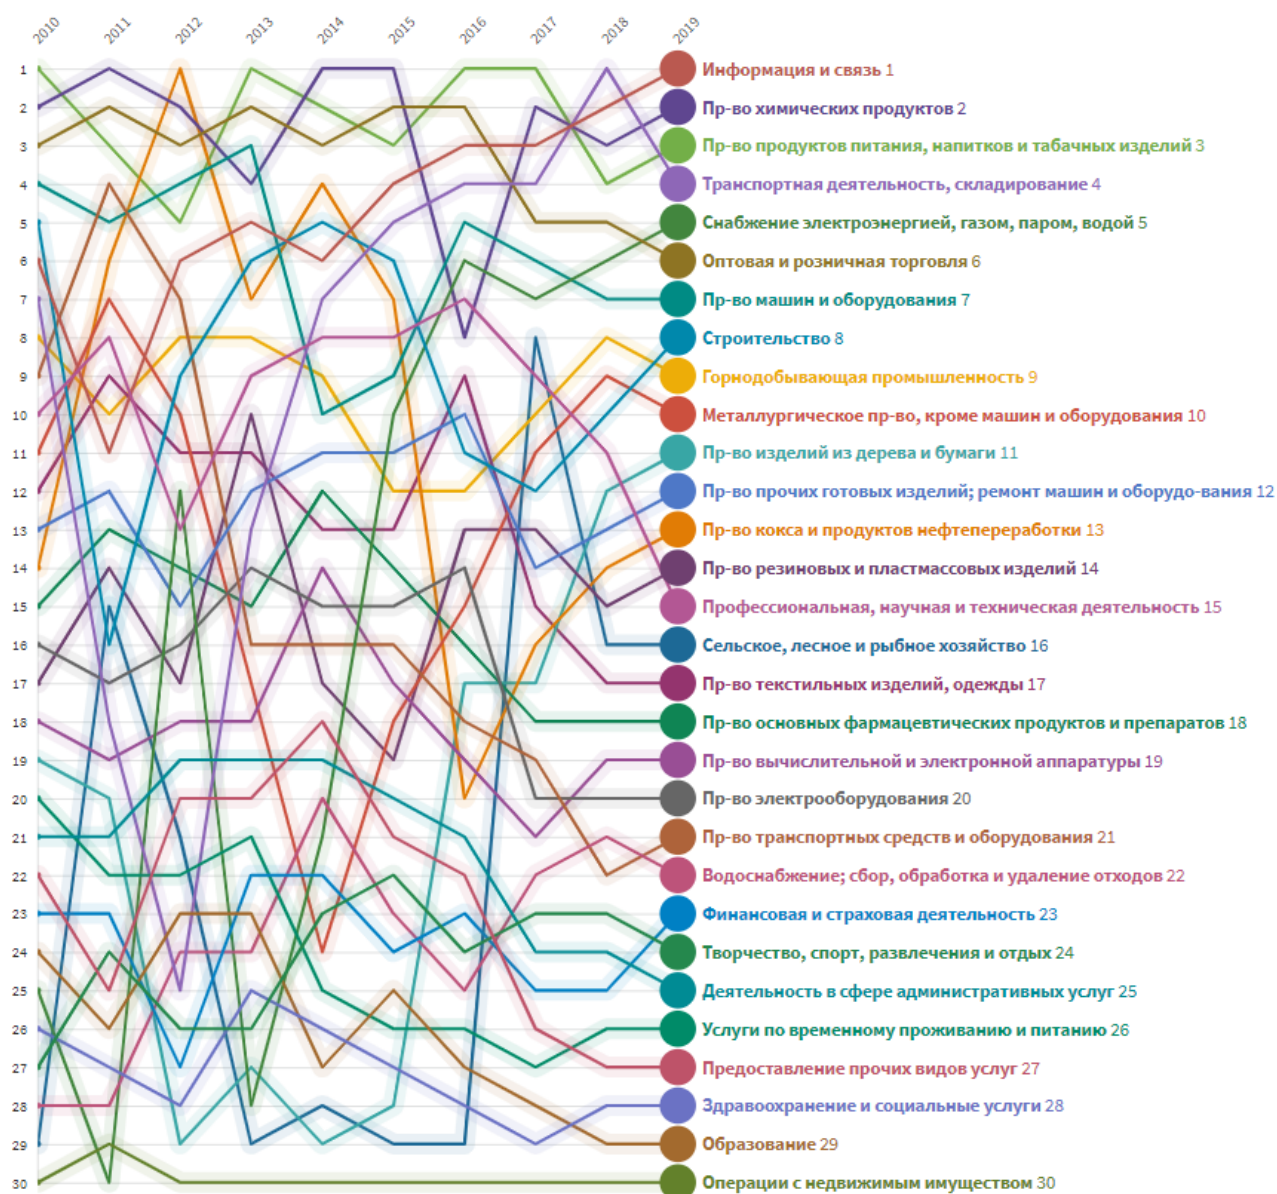 2010 2011 2012 2013 2014 2015 2016 2017 2018 2019
1 Информация и связь 1
2 Пр-во химических продуктов 2
3 Пр-во продуктов питания, напитков и табачных изделий 3
4 Транспортная деятельность, складирование 4
5 Снабжение электроэнергией, газом, паром, водой 5
6 Оптовая и розничная торговля 6
7 Пр-во машин и оборудования 7
8 Строительство 8
9 Горнодобывающая промышленность 9
10 Металлургическое пр-во, кроме машин и оборудования 10
11 Пр-во изделий из дерева и бумаги 11
12 Пр-во прочих готовых изделий; ремонт машин и оборудо-вания 12
13 Пр-во кокса и продуктов нефтепереработки 13
14 Пр-во резиновых и пластмассовых изделий 14
15 Профессиональная, научная и техническая деятельность 15
16 Сельское, лесное и рыбное хозяйство 16
17 Пр-во текстильных изделий, одежды 17
18 Пр-во основных фармацевтических продуктов и препаратов 18
19 Пр-во вычислительной и электронной аппаратуры 19
20 Пр-во электрооборудования 20
21 Пр-во транспортных средств и оборудования 21
22 Водоснабжение; сбор, обработка и удаление отходов 22
23 Финансовая и страховая деятельность 23
24 Творчество, спорт, развлечения и отдых 24
25 Деятельность в сфере административных услуг 25
26 Услуги по временному проживанию и питанию 26
27 Предоставление прочих видов услуг 27
28 Здравоохранение и социальные услуги 28
29 Образование 29
30 Операции с недвижимым имуществом 30